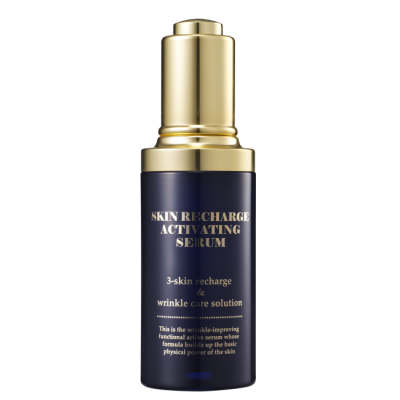 SKIN RECHARGE
ACTIVATING
SERUM
3-skin recharge
&
wrinkle care solution
This is the wrinkle-improving
functional active serum whose
formula builds up the basic
physical power of the skin